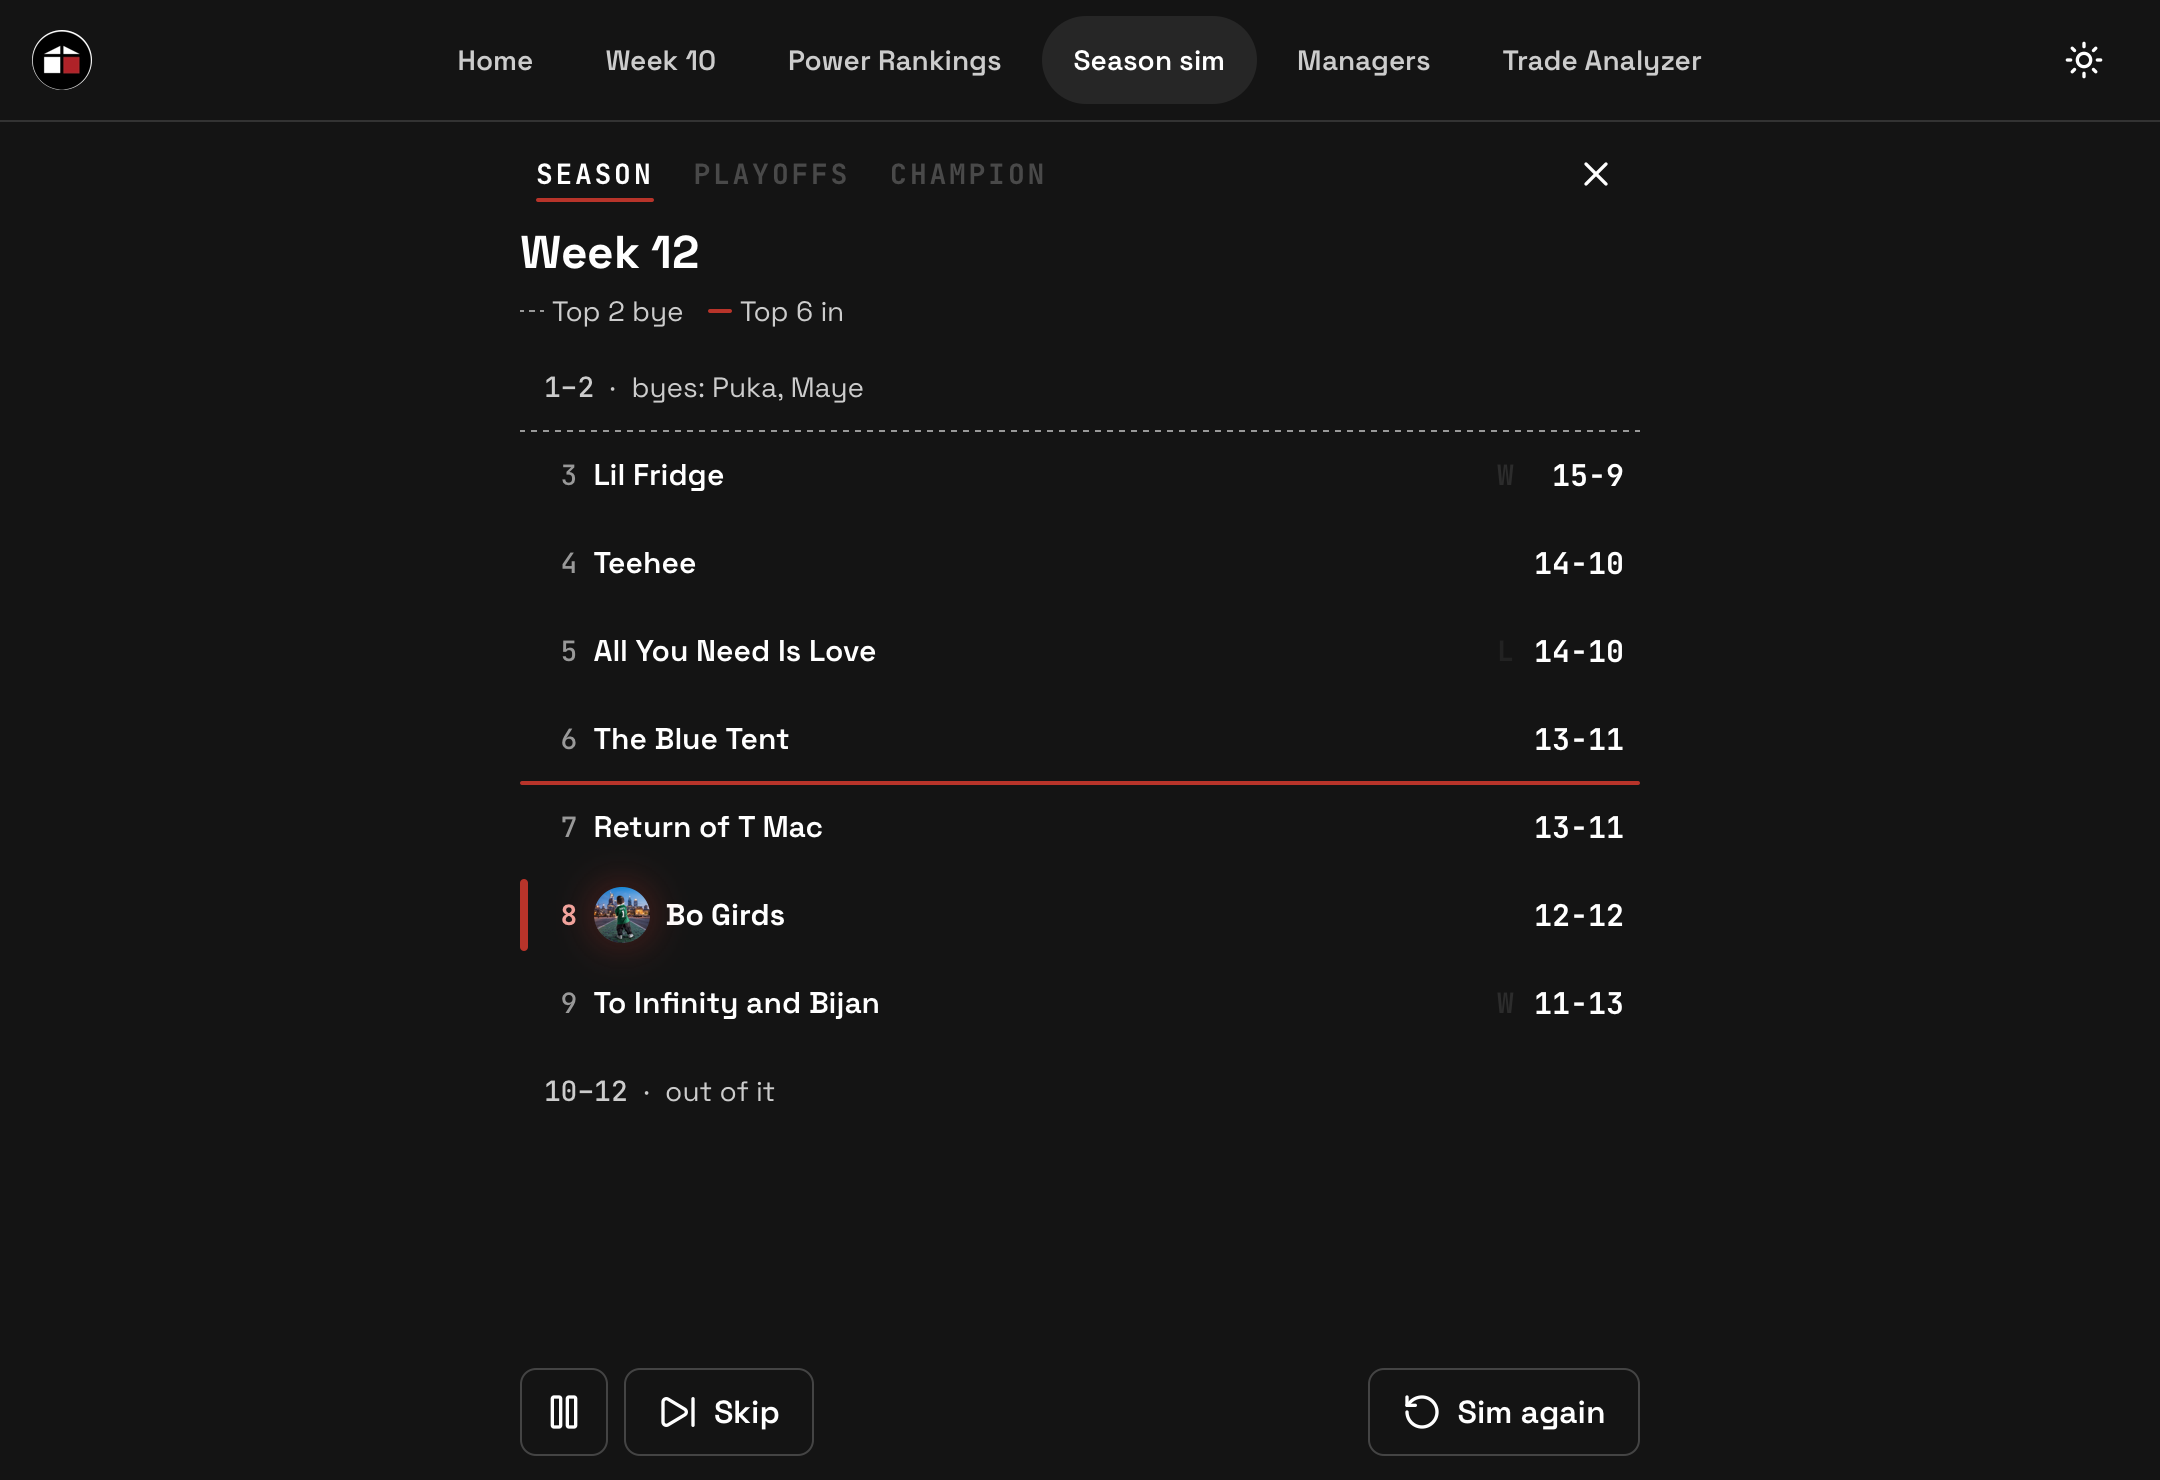 Home Week 10 Power Rankings Season sim Managers Trade Analyzer
SEASON PLAYOFFS CHAMPION
Week 12
Top 2 bye Top 6 in
1–2 · byes: Puka, Maye
3 Lil Fridge W 15-9
4 Teehee 14-10
5 All You Need Is Love L 14-10
6 The Blue Tent 13-11
7 Return of T Mac 13-11
8 Bo Girds 12-12
9 To Infinity and Bijan W 11-13
10–12 · out of it
Skip Sim again